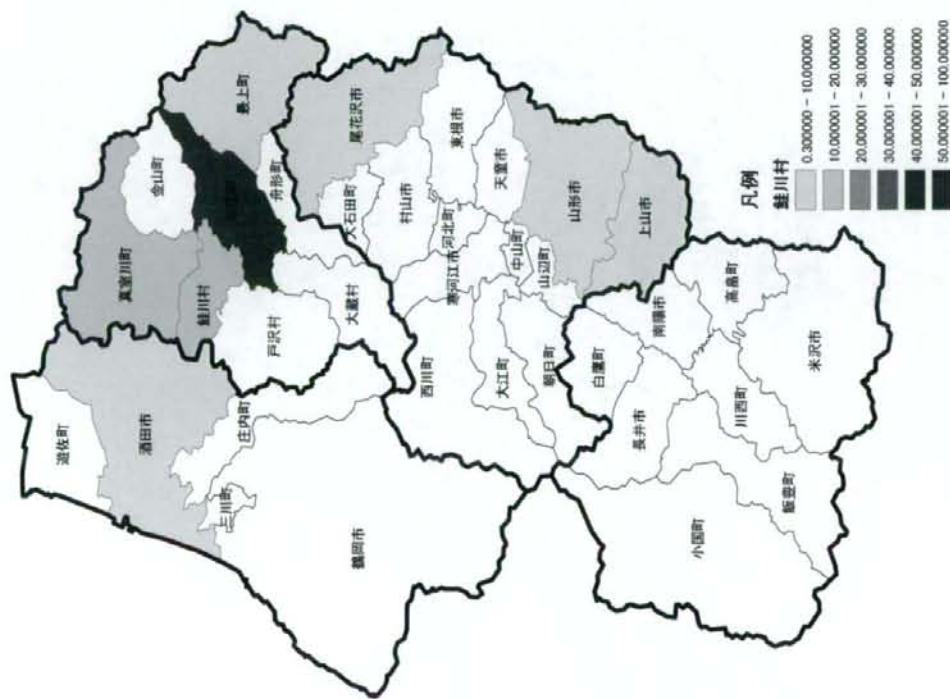 真室川町
金山町
最上町
鮭川村
舟形町
戸沢村
大蔵村
遊佐町
酒田市
庄内町
三川町
鶴岡市
尾花沢市
大石田町
村山市
東根市
河北町
天童市
寒河江市
中山町
山辺町
山形市
上山市
西川町
大江町
朝日町
白鷹町
南陽市
高畠町
長井市
川西町
米沢市
飯豊町
小国町
凡例
鮭川村
0.300000 - 10.000000
10.000001 - 20.000000
20.000001 - 30.000000
30.000001 - 40.000000
40.000001 - 50.000000
50.000001 - 100.000000